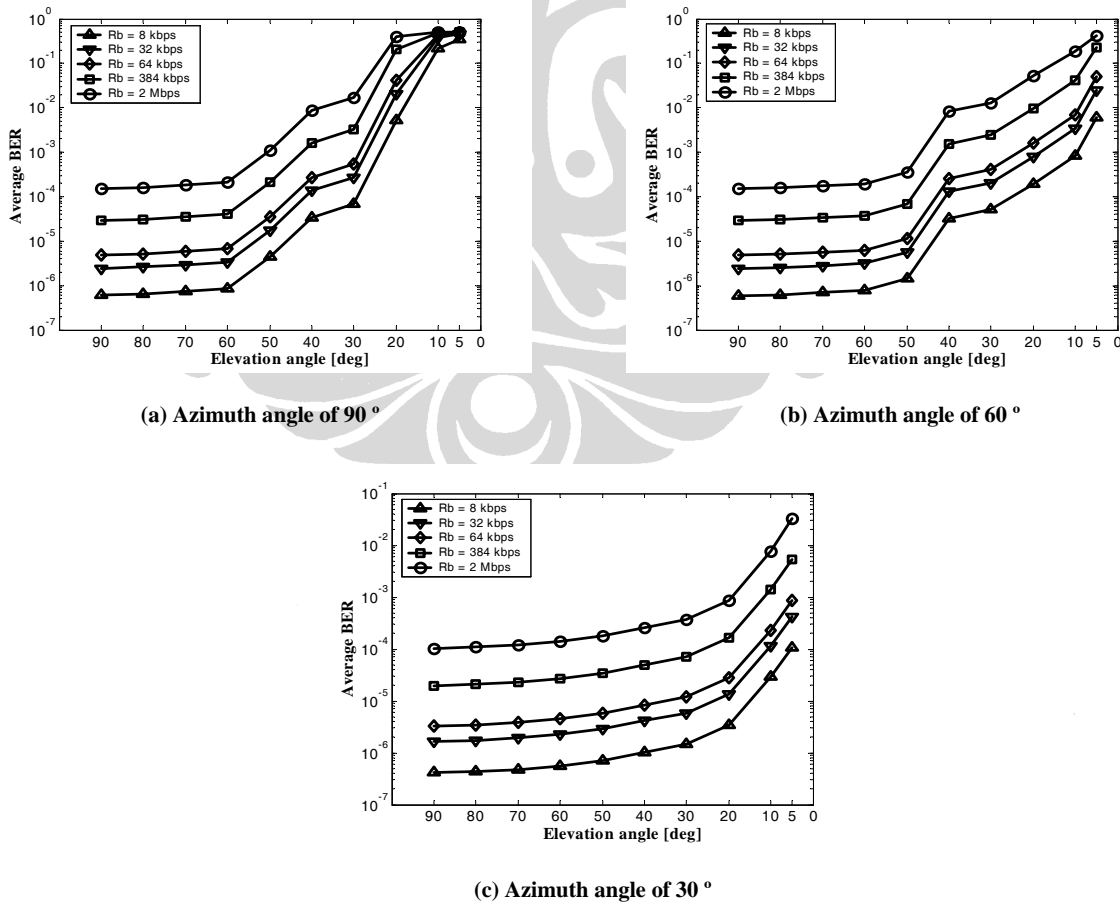 10^0
10^-1
10^-2
10^-3
10^-4
10^-5
10^-6
10^-7
Average BER
Rb = 8 kbps
Rb = 32 kbps
Rb = 64 kbps
Rb = 384 kbps
Rb = 2 Mbps
90 80 70 60 50 40 30 20 10 5 0
Elevation angle [deg]
(a) Azimuth angle of 90 º
10^0
10^-1
10^-2
10^-3
10^-4
10^-5
10^-6
10^-7
Average BER
Rb = 8 kbps
Rb = 32 kbps
Rb = 64 kbps
Rb = 384 kbps
Rb = 2 Mbps
90 80 70 60 50 40 30 20 10 5 0
Elevation angle [deg]
(b) Azimuth angle of 60 º
10^-1
10^-2
10^-3
10^-4
10^-5
10^-6
10^-7
Average BER
Rb = 8 kbps
Rb = 32 kbps
Rb = 64 kbps
Rb = 384 kbps
Rb = 2 Mbps
90 80 70 60 50 40 30 20 10 5 0
Elevation angle [deg]
(c) Azimuth angle of 30 º